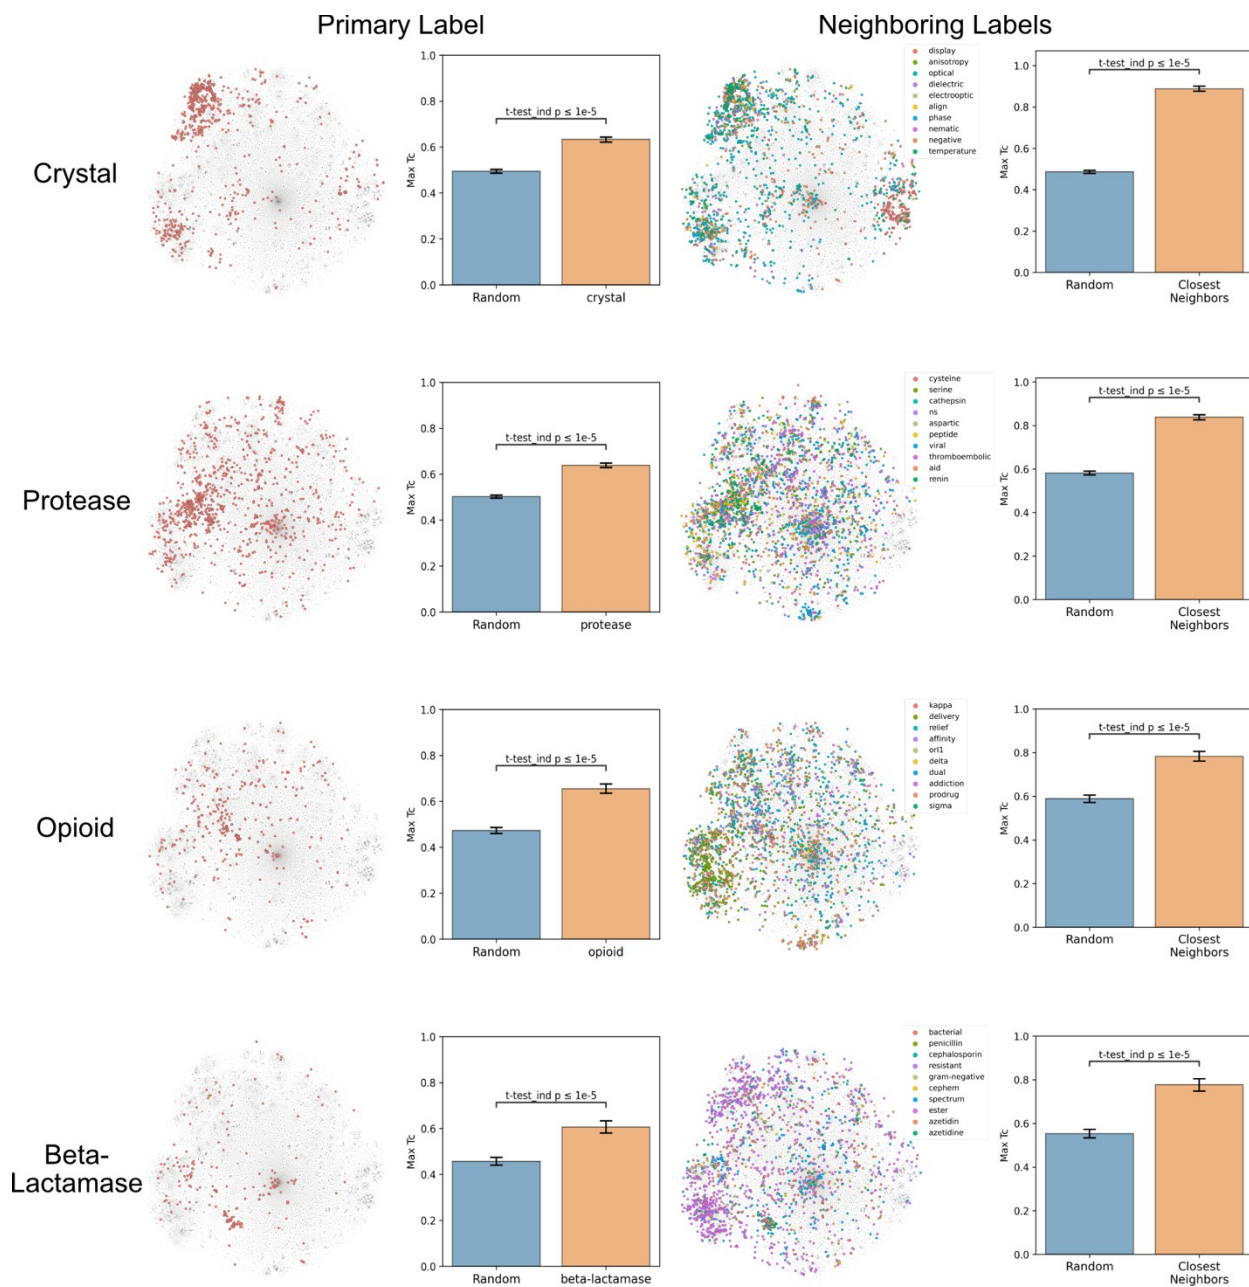 Primary Label
Neighboring Labels
Crystal
Max Tc
1.0
0.8
0.6
0.4
0.2
0.0
t-test_ind p ≤ 1e-5
Random
crystal
display
anisotropy
optical
dielectric
electrooptic
align
phase
nematic
negative
temperature
Max Tc
1.0
0.8
0.6
0.4
0.2
0.0
t-test_ind p ≤ 1e-5
Random
Closest
Neighbors
Protease
Max Tc
1.0
0.8
0.6
0.4
0.2
0.0
t-test_ind p ≤ 1e-5
Random
protease
cysteine
serine
cathepsin
ns
aspartic
peptide
viral
thromboembolic
aid
renin
Max Tc
1.0
0.8
0.6
0.4
0.2
0.0
t-test_ind p ≤ 1e-5
Random
Closest
Neighbors
Opioid
Max Tc
1.0
0.8
0.6
0.4
0.2
0.0
t-test_ind p ≤ 1e-5
Random
opioid
kappa
delivery
relief
affinity
orl1
delta
dual
addiction
prodrug
sigma
Max Tc
1.0
0.8
0.6
0.4
0.2
0.0
t-test_ind p ≤ 1e-5
Random
Closest
Neighbors
Beta-
Lactamase
Max Tc
1.0
0.8
0.6
0.4
0.2
0.0
t-test_ind p ≤ 1e-5
Random
beta-lactamase
bacterial
penicillin
cephalosporin
resistant
gram-negative
cephem
spectrum
ester
azetidin
azetidine
Max Tc
1.0
0.8
0.6
0.4
0.2
0.0
t-test_ind p ≤ 1e-5
Random
Closest
Neighbors